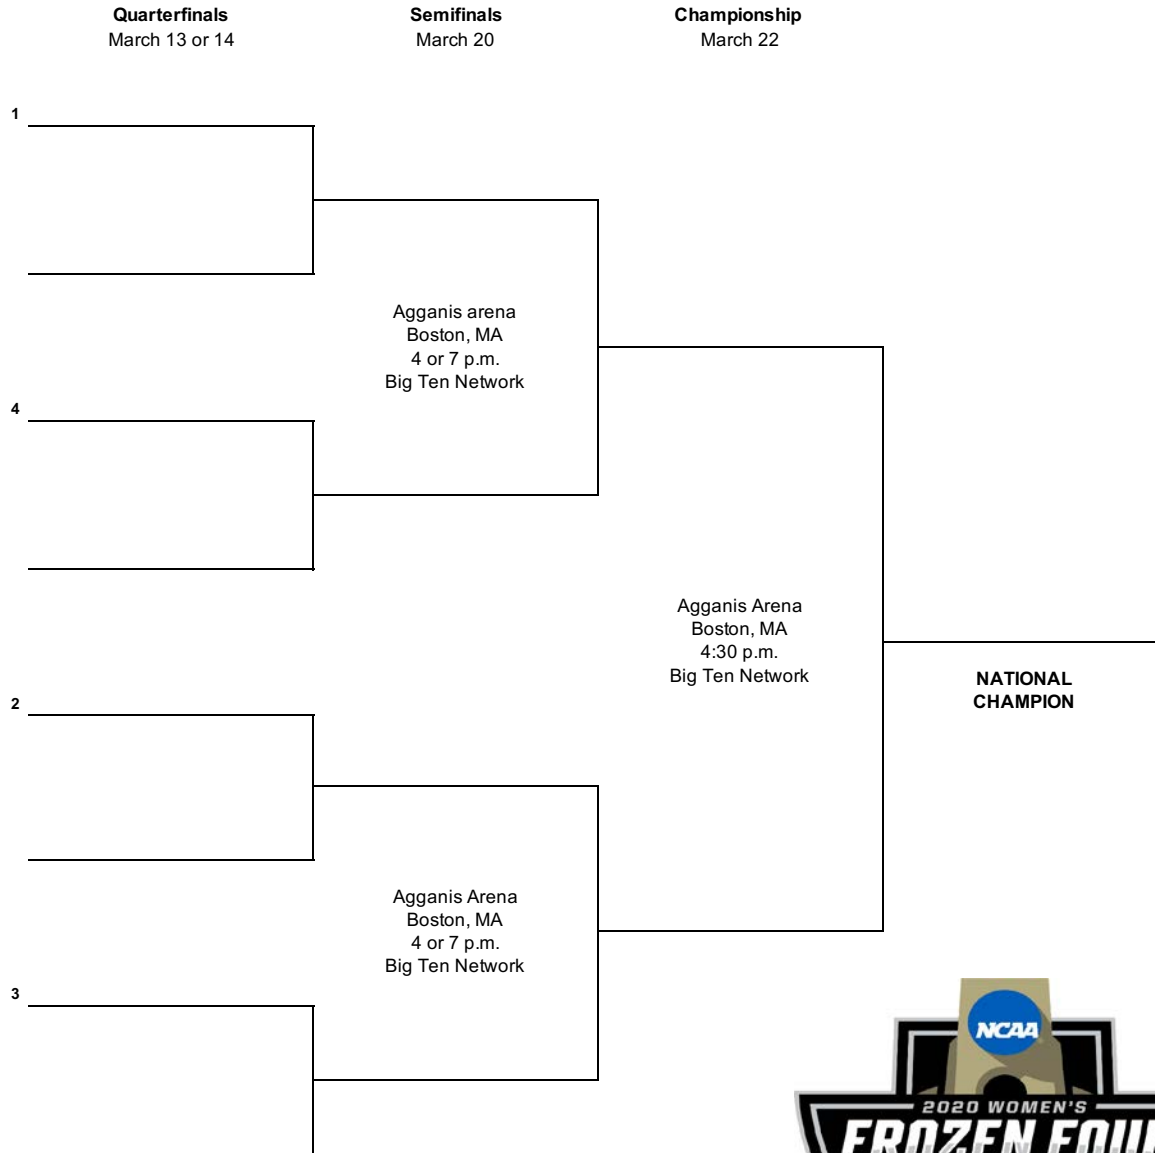 Quarterfinals
March 13 or 14
Semifinals
March 20
Championship
March 22
1
Agganis arena
Boston, MA
4 or 7 p.m.
Big Ten Network
4
Agganis Arena
Boston, MA
4:30 p.m.
Big Ten Network
NATIONAL
CHAMPION
2
Agganis Arena
Boston, MA
4 or 7 p.m.
Big Ten Network
3
NCAA
2020 WOMEN'S
FROZEN FOU